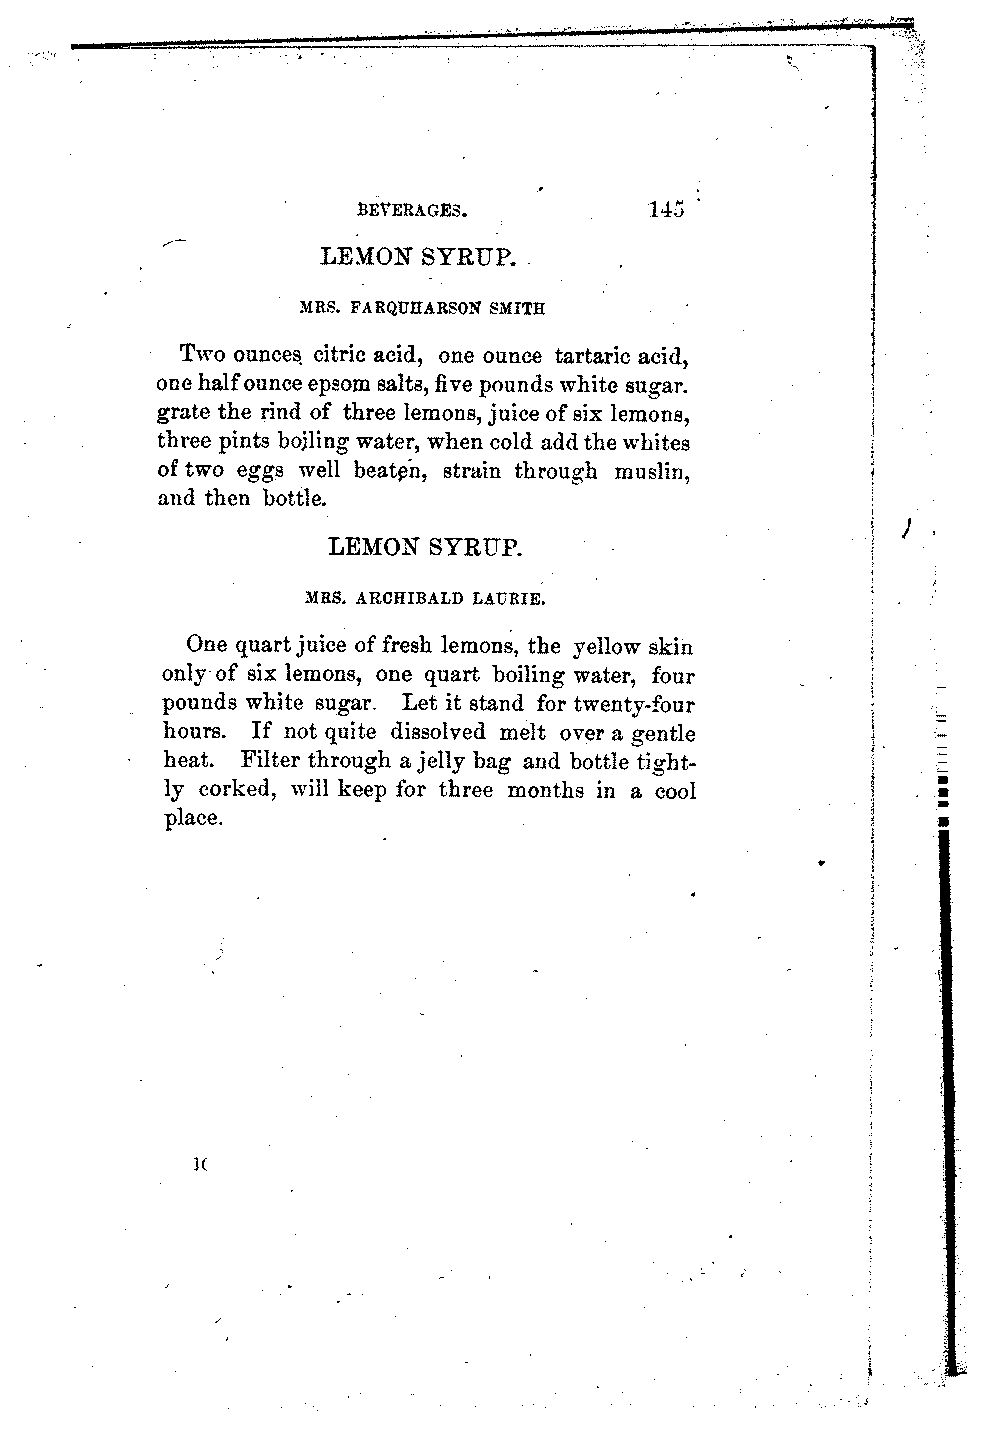 BEVERAGES. 145
LEMON SYRUP.
MRS. FARQUHARSON SMITH
Two ounces citric acid, one ounce tartaric acid,
one half ounce epsom salts, five pounds white sugar.
grate the rind of three lemons, juice of six lemons,
three pints boiling water, when cold add the whites
of two eggs well beaten, strain through muslin,
and then bottle.
LEMON SYRUP.
MRS. ARCHIBALD LAURIE.
One quart juice of fresh lemons, the yellow skin
only of six lemons, one quart boiling water, four
pounds white sugar. Let it stand for twenty-four
hours. If not quite dissolved melt over a gentle
heat. Filter through a jelly bag and bottle tight-
ly corked, will keep for three months in a cool
place.